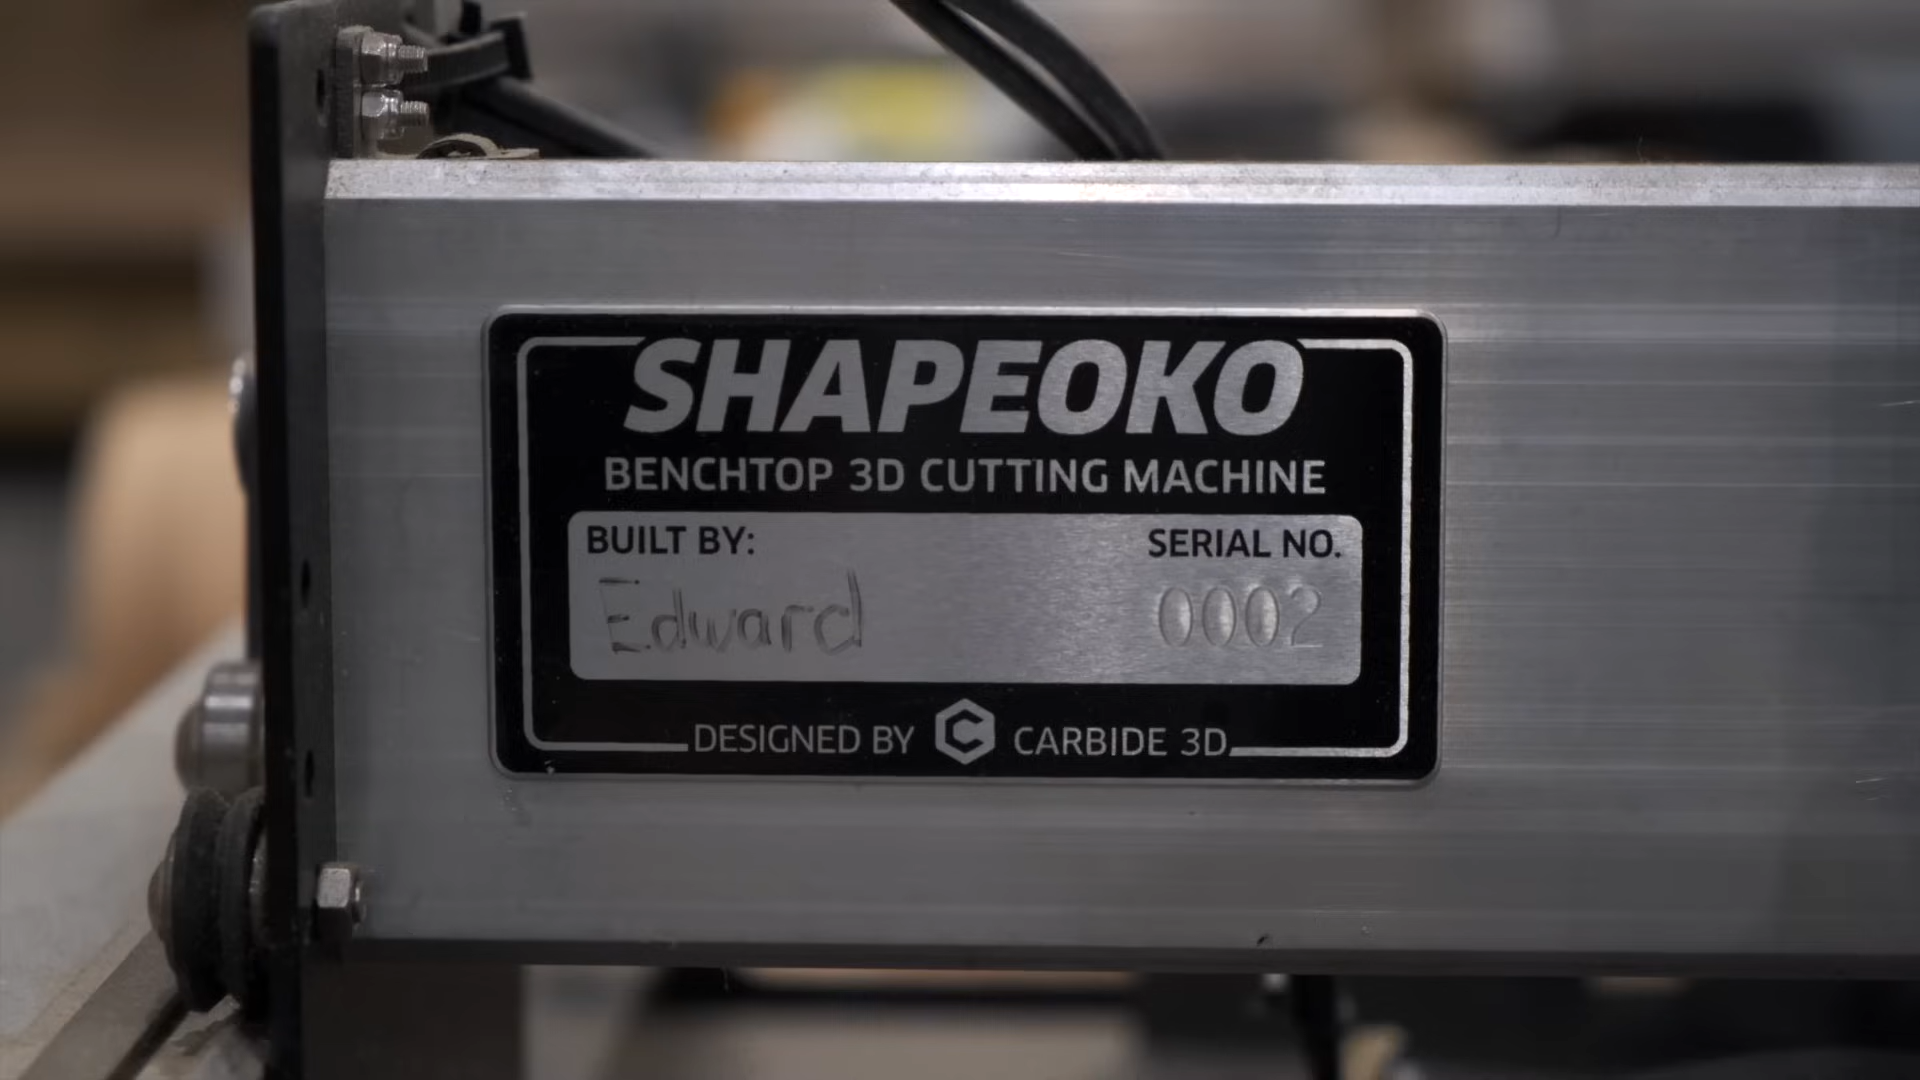 SHAPEOKO
BENCHTOP 3D CUTTING MACHINE
BUILT BY: SERIAL NO.
Edward 0002
DESIGNED BY C CARBIDE 3D